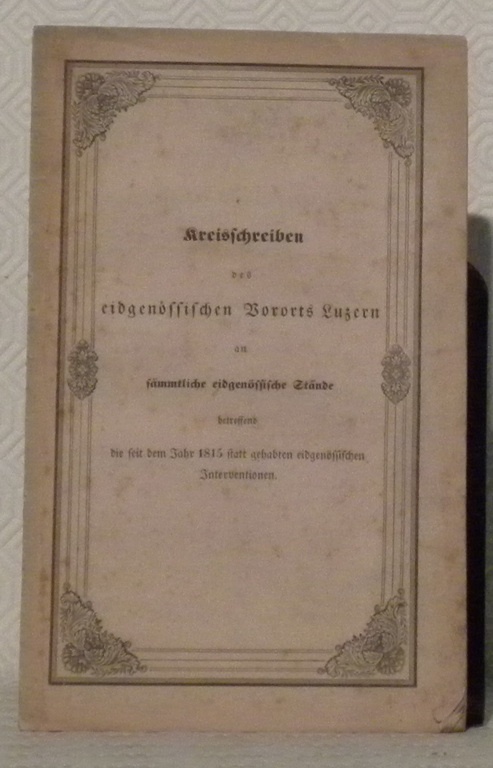 Kreisschreiben
des
eidgenössischen Vororts Luzern
an
sämmtliche eidgenössische Stände
betreffend
die seit dem Jahr 1815 statt gehabten eidgenössischen
Interventionen.